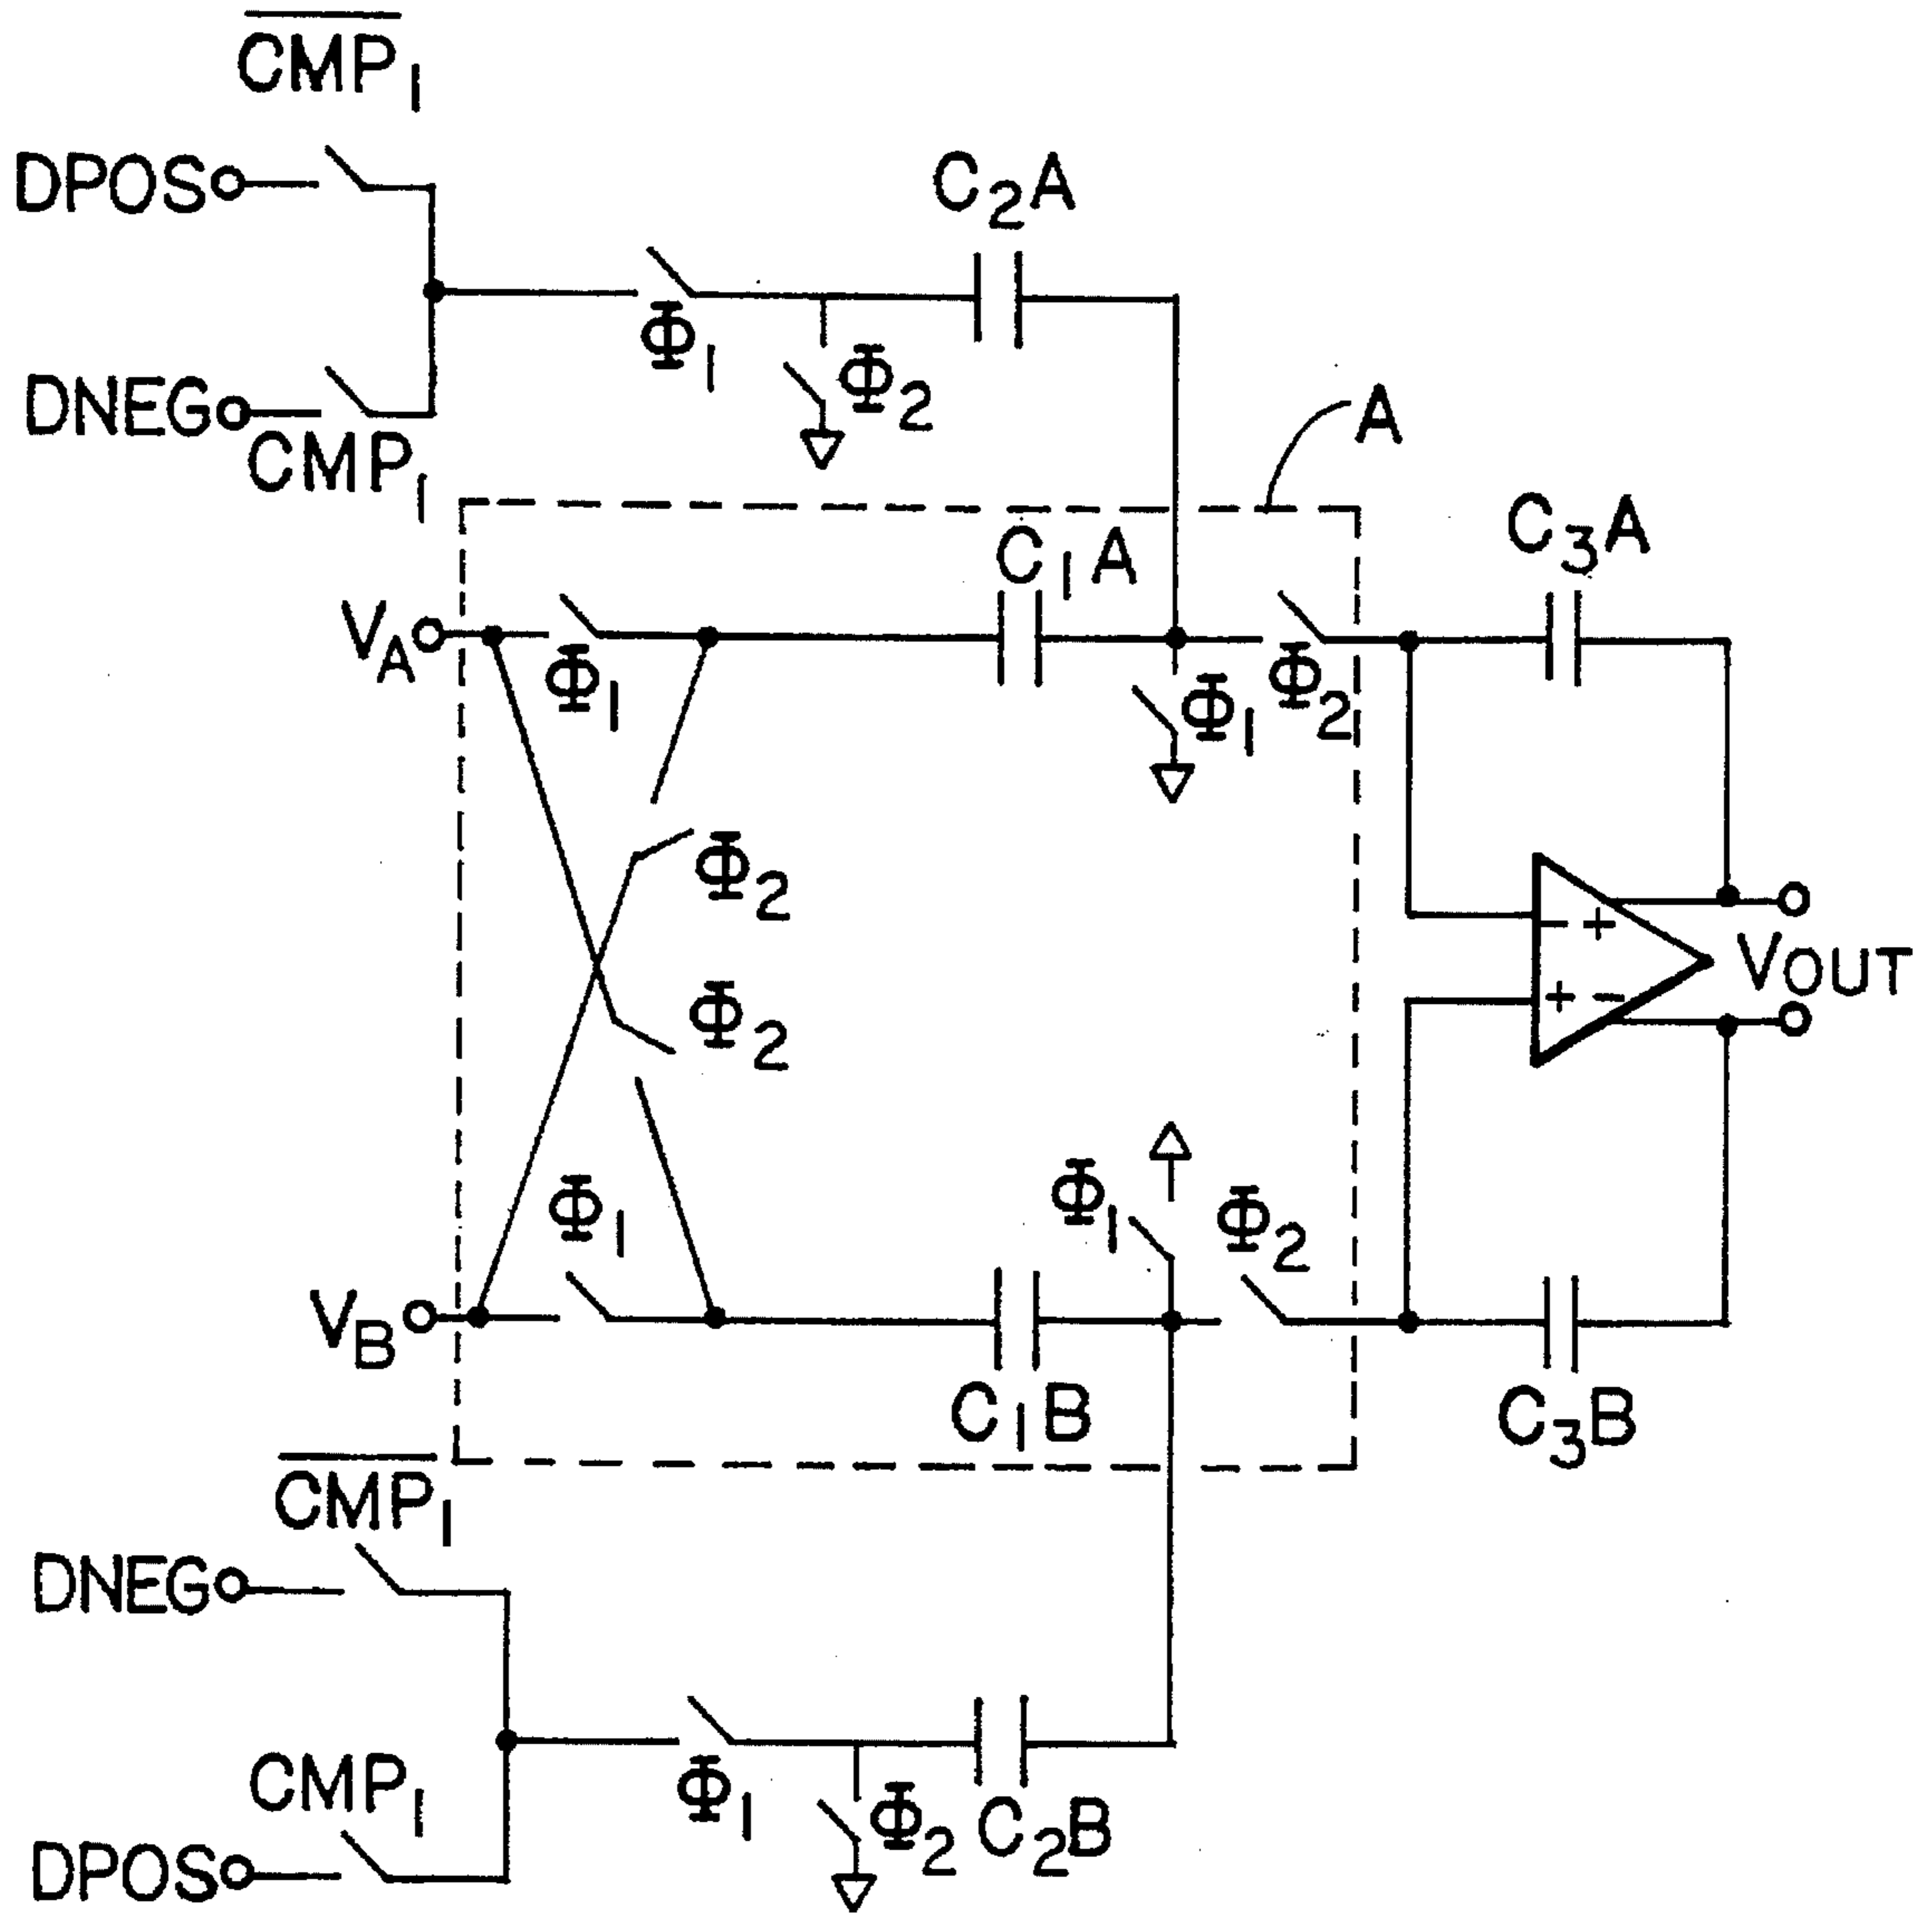 CMP1
DPOS
C2A
Φ1
Φ2
DNEG
CMP1
A
C1A
C3A
VA
Φ1
Φ1
Φ2
Φ2
- +
VOUT
+ -
Φ2
Φ1
Φ1
Φ2
VB
C1B
C3B
CMP1
DNEG
CMP1
Φ1
Φ2
C2B
DPOS